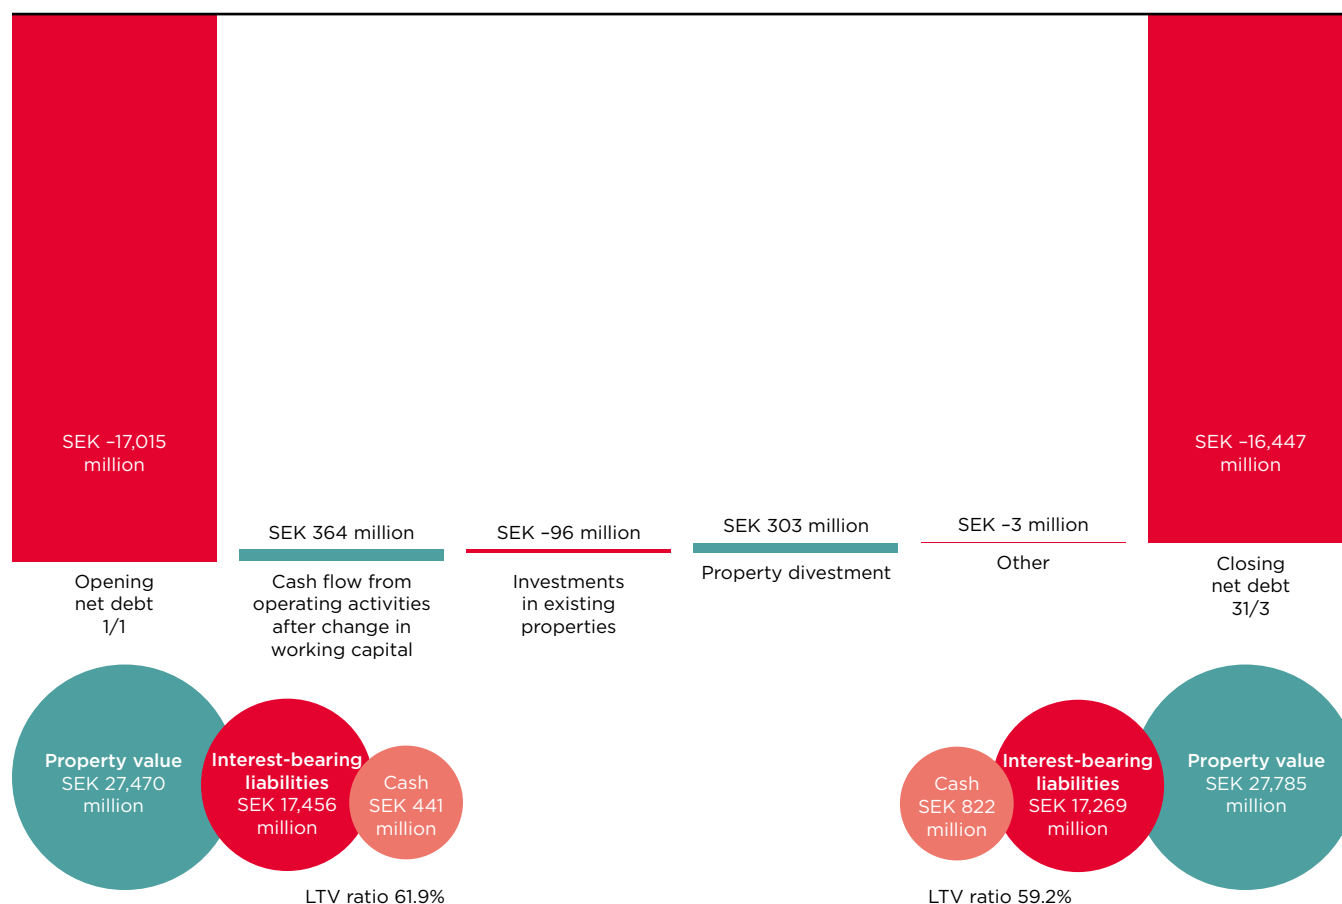 SEK –17,015
million
SEK –16,447
million
SEK 364 million
SEK –96 million
SEK 303 million
SEK –3 million
Opening
net debt
1/1
Cash flow from
operating activities
after change in
working capital
Investments
in existing
properties
Property divestment
Other
Closing
net debt
31/3
Property value
SEK 27,470
million
Interest-bearing
liabilities
SEK 17,456
million
Cash
SEK 441
million
LTV ratio 61.9%
Cash
SEK 822
million
Interest-bearing
liabilities
SEK 17,269
million
Property value
SEK 27,785
million
LTV ratio 59.2%